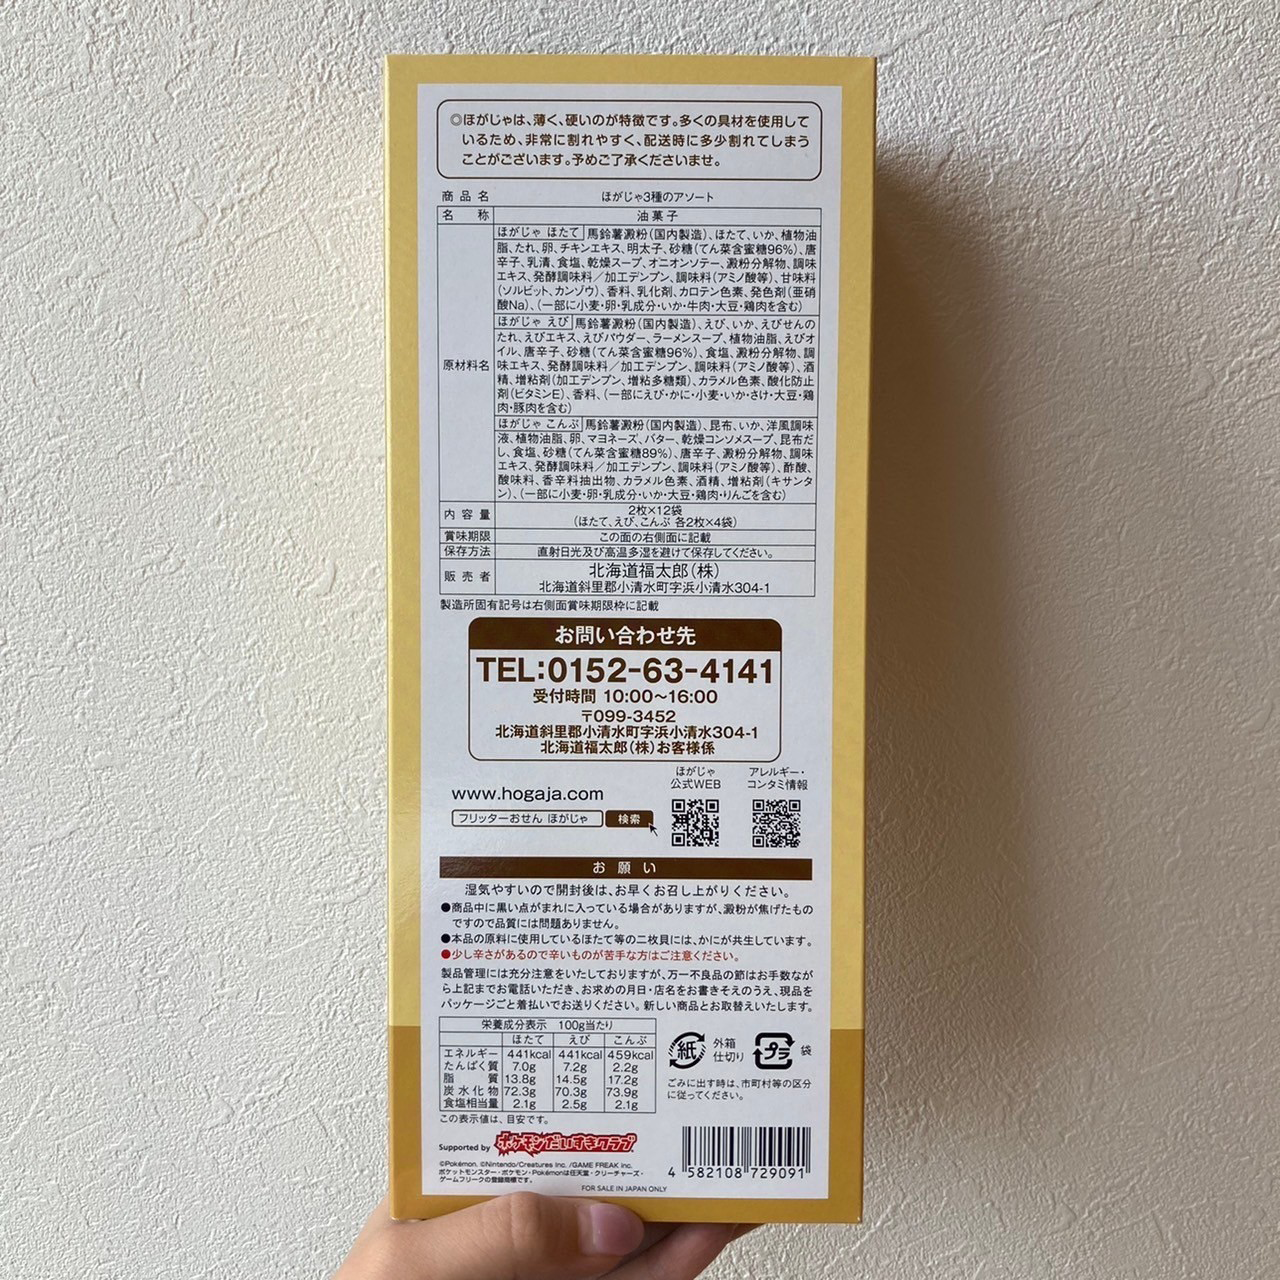 ◎ほがじゃは、薄く、硬いのが特徴です。多くの具材を使用して
いるため、非常に割れやすく、配送時に多少割れてしまう
ことがございます。予めご了承くださいませ。
商品名 ほがじゃ3種のアソート
名称 油菓子
原材料名
ほがじゃ ほたて 馬鈴薯澱粉(国内製造)、ほたて、いか、植物油
脂、たれ、卵、チキンエキス、明太子、砂糖(てん菜含蜜糖96%)、唐
辛子、乳清、食塩、乾燥スープ、オニオンソテー、澱粉分解物、調味
エキス、発酵調味料/加工デンプン、調味料(アミノ酸等)、甘味料
(ソルビット、カンゾウ)、香料、乳化剤、カロテン色素、発色剤(亜硝
酸Na)、(一部に小麦・卵・乳成分・いか・牛肉・大豆・鶏肉を含む)
ほがじゃ えび 馬鈴薯澱粉(国内製造)、えび、いか、えびせんの
たれ、えびエキス、えびパウダー、ラーメンスープ、植物油脂、えびオ
イル、唐辛子、砂糖(てん菜含蜜糖96%)、食塩、澱粉分解物、調
味エキス、発酵調味料/加工デンプン、調味料(アミノ酸等)、酒
精、増粘剤(加工デンプン、増粘多糖類)、カラメル色素、酸化防止
剤(ビタミンE)、香料、(一部にえび・かに・小麦・いか・さけ・大豆・鶏
肉・豚肉を含む)
ほがじゃ こんぶ 馬鈴薯澱粉(国内製造)、昆布、いか、洋風調味
液、植物油脂、卵、マヨネーズ、バター、乾燥コンソメスープ、昆布だ
し、食塩、砂糖(てん菜含蜜糖89%)、唐辛子、澱粉分解物、調味
エキス、発酵調味料/加工デンプン、調味料(アミノ酸等)、酢酸、
酸味料、香辛料抽出物、カラメル色素、酒精、増粘剤(キサンタ
ン)、(一部に小麦・卵・乳成分・いか・大豆・鶏肉・りんごを含む)
内容量 2枚×12袋
(ほたて、えび、こんぶ 各2枚×4袋)
賞味期限 この面の右側面に記載
保存方法 直射日光及び高温多湿を避けて保存してください。
販売者 北海道福太郎(株)
北海道斜里郡小清水町字浜小清水304-1
製造所固有記号は右側面賞味期限枠に記載
お問い合わせ先
TEL:0152-63-4141
受付時間 10:00〜16:00
〒099-3452
北海道斜里郡小清水町字浜小清水304-1
北海道福太郎(株)お客様係
ほがじゃ
公式WEB
アレルギー・
コンタミ情報
www.hogaja.com
フリッターおせん ほがじゃ 検索
お願い
湿気やすいので開封後は、お早くお召し上がりください。
●商品中に黒い点がまれに入っている場合がありますが、澱粉が焦げたもの
ですので品質には問題ありません。
●本品の原料に使用しているほたて等の二枚貝には、かにが共生しています。
●少し辛さがあるので辛いものが苦手な方はご注意ください。
製品管理には充分注意をいたしておりますが、万一不良品の節はお手数なが
ら上記までお電話いただき、お求めの月日・店名をお書きそえのうえ、現品を
パッケージごと着払いでお送りください。新しい商品とお取替えいたします。
栄養成分表示 100g当たり
ほたて えび こんぶ
エネルギー 441kcal 441kcal 459kcal
たんぱく質 7.0g 7.2g 2.2g
脂質 13.8g 14.5g 17.2g
炭水化物 72.3g 70.3g 73.9g
食塩相当量 2.1g 2.5g 2.1g
この表示値は、目安です。
紙 外箱
仕切り
プラ 袋
ごみに出す時は、市町村等の区分
に従ってください。
Supported by ポケモンだいすきクラブ
©Pokémon. ©Nintendo/Creatures Inc. /GAME FREAK inc.
ポケットモンスター・ポケモン・Pokémonは任天堂・クリーチャーズ・
ゲームフリークの登録商標です。
FOR SALE IN JAPAN ONLY
4 582108 729091